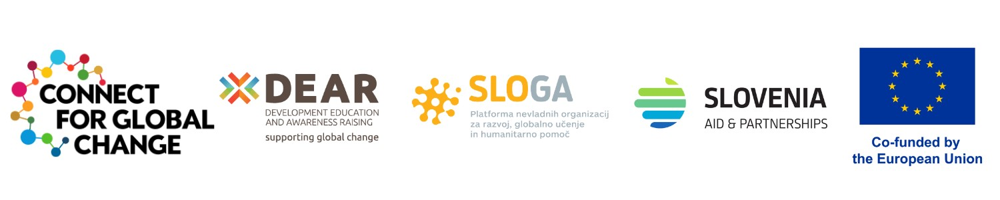 CONNECT
FOR GLOBAL
CHANGE
DEAR
DEVELOPMENT EDUCATION
AND AWARENESS RAISING
supporting global change
SLOGA
Platforma nevladnih organizacij
za razvoj, globalno učenje
in humanitarno pomoč
SLOVENIA
AID & PARTNERSHIPS
Co-funded by
the European Union